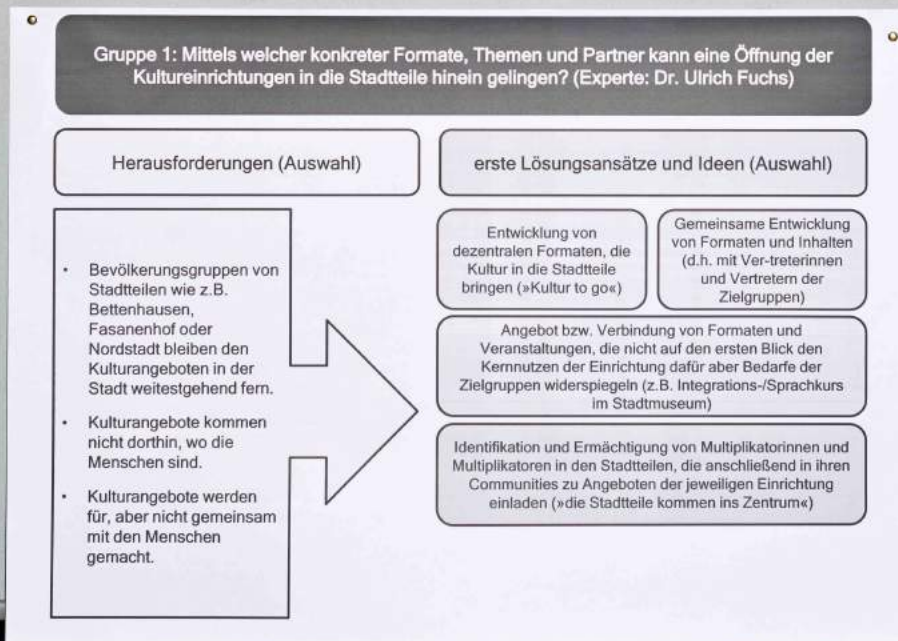 Gruppe 1: Mittels welcher konkreter Formate, Themen und Partner kann eine Öffnung der
Kultureinrichtungen in die Stadtteile hinein gelingen? (Experte: Dr. Ulrich Fuchs)
Herausforderungen (Auswahl)
• Bevölkerungsgruppen von
Stadtteilen wie z.B.
Bettenhausen,
Fasanenhof oder
Nordstadt bleiben den
Kulturangeboten in der
Stadt weitestgehend fern.
• Kulturangebote kommen
nicht dorthin, wo die
Menschen sind.
• Kulturangebote werden
für, aber nicht gemeinsam
mit den Menschen
gemacht.
erste Lösungsansätze und Ideen (Auswahl)
Entwicklung von
dezentralen Formaten, die
Kultur in die Stadtteile
bringen (»Kultur to go«)
Gemeinsame Entwicklung
von Formaten und Inhalten
(d.h. mit Ver-treterinnen
und Vertretern der
Zielgruppen)
Angebot bzw. Verbindung von Formaten und
Veranstaltungen, die nicht auf den ersten Blick den
Kernnutzen der Einrichtung dafür aber Bedarfe der
Zielgruppen widerspiegeln (z.B. Integrations-/Sprachkurs
im Stadtmuseum)
Identifikation und Ermächtigung von Multiplikatorinnen und
Multiplikatoren in den Stadtteilen, die anschließend in ihren
Communities zu Angeboten der jeweiligen Einrichtung
einladen (»die Stadtteile kommen ins Zentrum«)